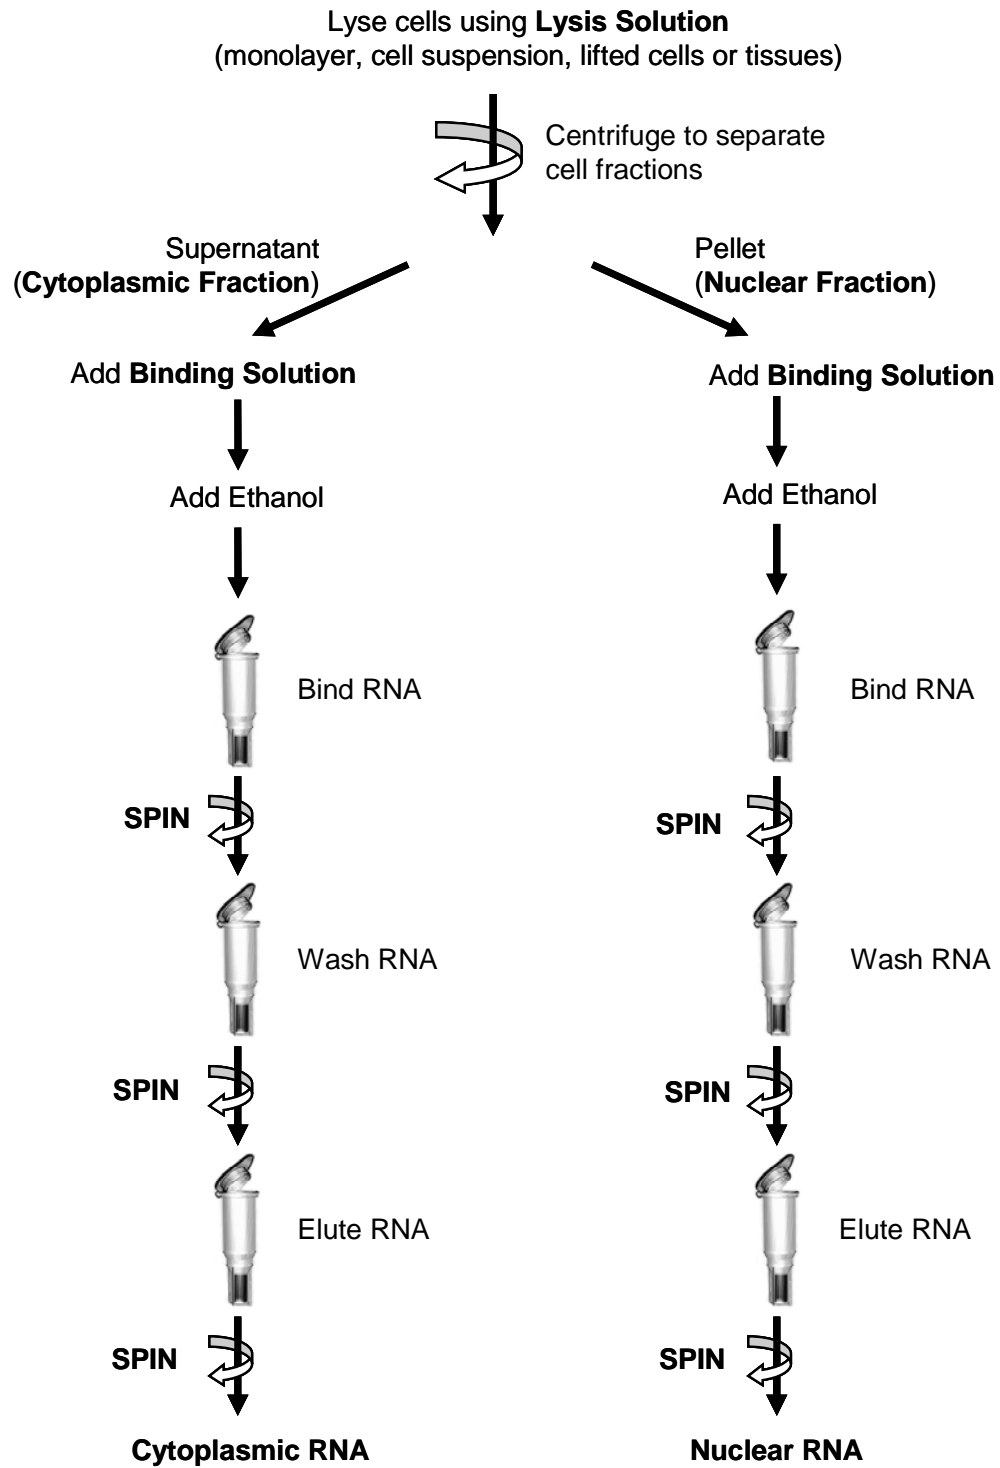 Lyse cells using Lysis Solution
(monolayer, cell suspension, lifted cells or tissues)
Centrifuge to separate
cell fractions
Supernatant
(Cytoplasmic Fraction)
Pellet
(Nuclear Fraction)
Add Binding Solution
Add Binding Solution
Add Ethanol
Add Ethanol
Bind RNA
Bind RNA
SPIN
SPIN
Wash RNA
Wash RNA
SPIN
SPIN
Elute RNA
Elute RNA
SPIN
SPIN
Cytoplasmic RNA
Nuclear RNA